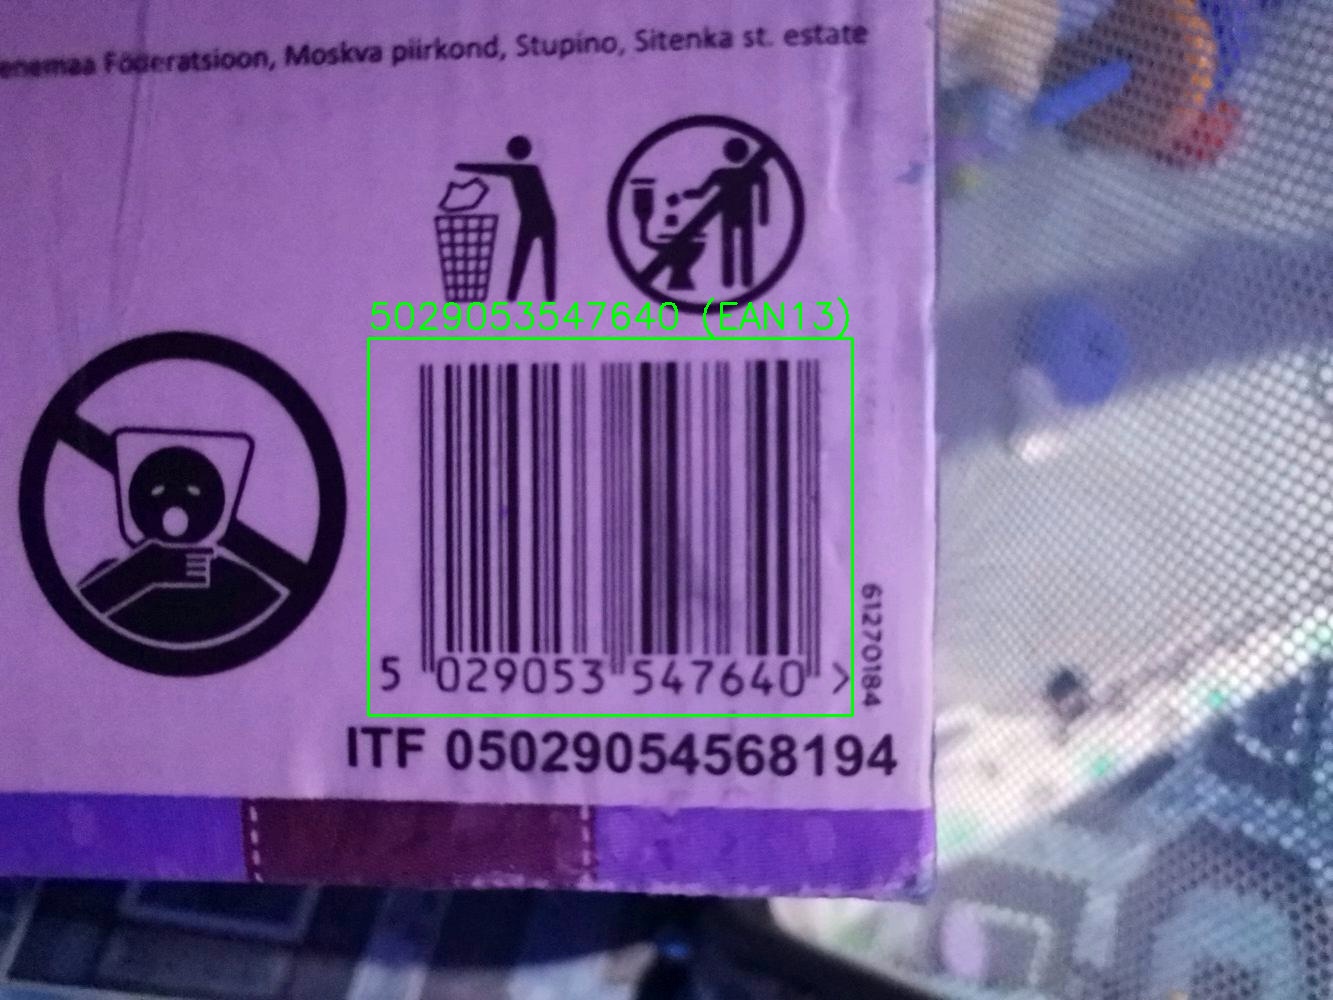 Föderatsioon, Moskva piirkond, Stupino, Sitenka st. estate
5029053547640 (EAN13)
5 029053 547640 >
61270184
ITF 05029054568194